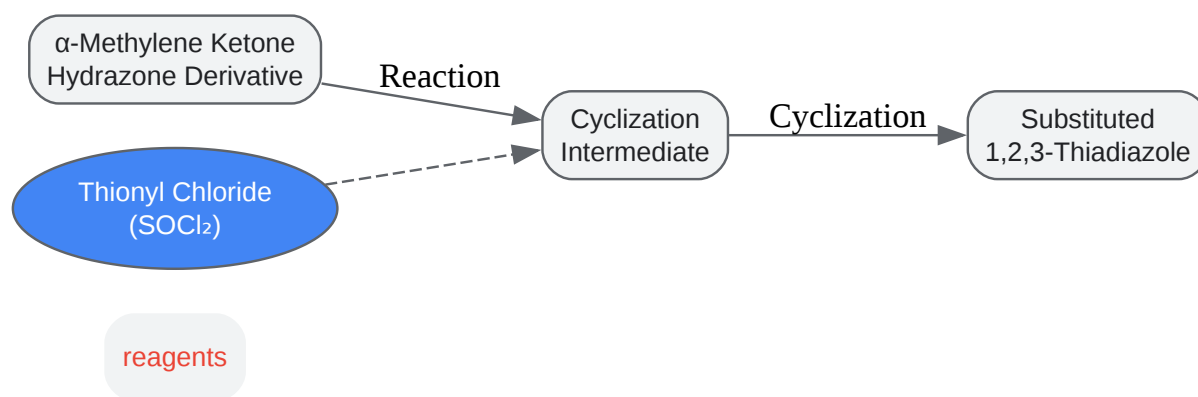 α-Methylene Ketone
Hydrazone Derivative
Reaction
Thionyl Chloride
(SOCl₂)
Cyclization
Intermediate
Cyclization
Substituted
1,2,3-Thiadiazole
reagents